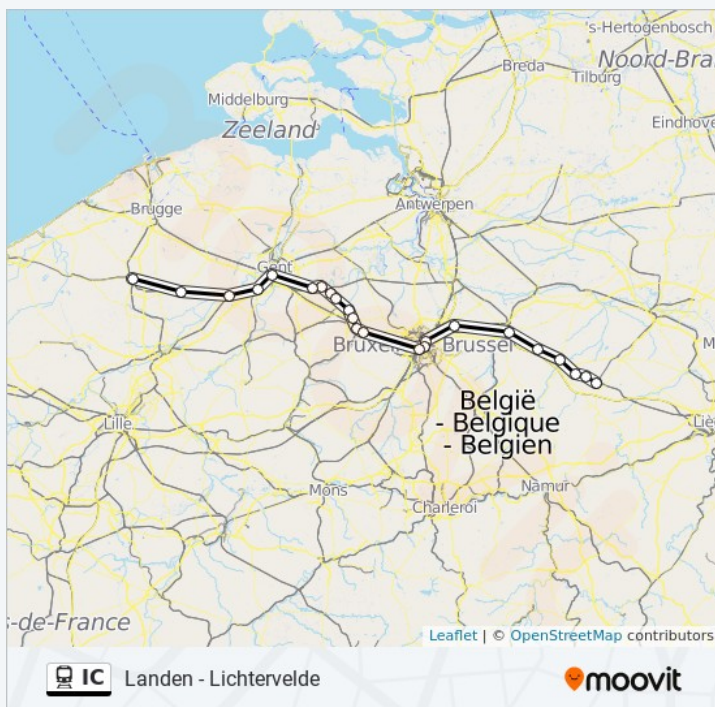 's-Hertogenbosch
Noord-Bra
Breda
Tilburg
Middelburg
Zeeland
Eindhove
Brugge
Antwerpen
Gent
Bruxel
Brussel
België
- Belgique
- Belgien
M
Lille
Liè
Mons
Namur
Charleroi
s-de-France
Leaflet | © OpenStreetMap contributors
IC Landen - Lichtervelde
moovit